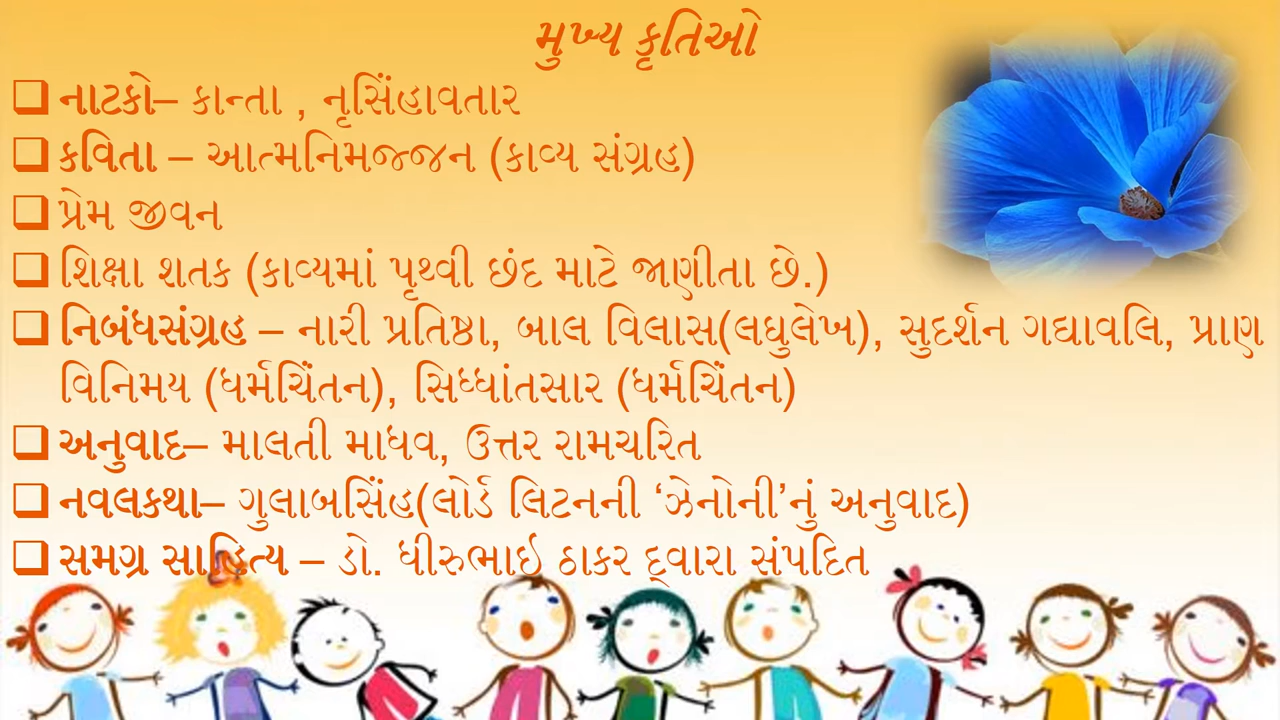 મુખ્ય કૃતિઓ
❑ નાટકો– કાન્તા , નૃસિંહાવતાર
❑ કવિતા – આત્મનિમજ્જન (કાવ્ય સંગ્રહ)
❑ પ્રેમ જીવન
❑ શિક્ષા શતક (કાવ્યમાં પૃથ્વી છંદ માટે જાણીતા છે.)
❑ નિબંધસંગ્રહ – નારી પ્રતિષ્ઠા, બાલ વિલાસ(લઘુલેખ), સુદર્શન ગદ્યાવલિ, પ્રાણ
વિનિમય (ધર્મચિંતન), સિધ્ધાંતસાર (ધર્મચિંતન)
❑ અનુવાદ– માલતી માધવ, ઉત્તર રામચરિત
❑ નવલકથા– ગુલાબસિંહ(લોર્ડ લિટનની ‘ઝેનોની’નું અનુવાદ)
❑ સમગ્ર સાહિત્ય – ડો. ધીરુભાઇ ઠાકર દ્વારા સંપદિત